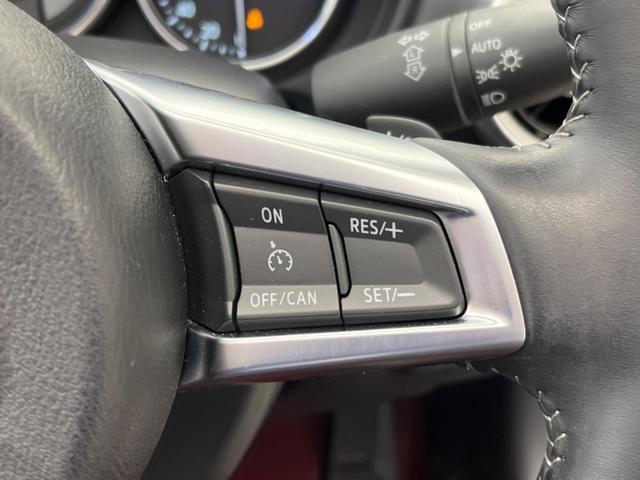 OFF
AUTO
ON
OFF/CAN
RES/+
SET/−